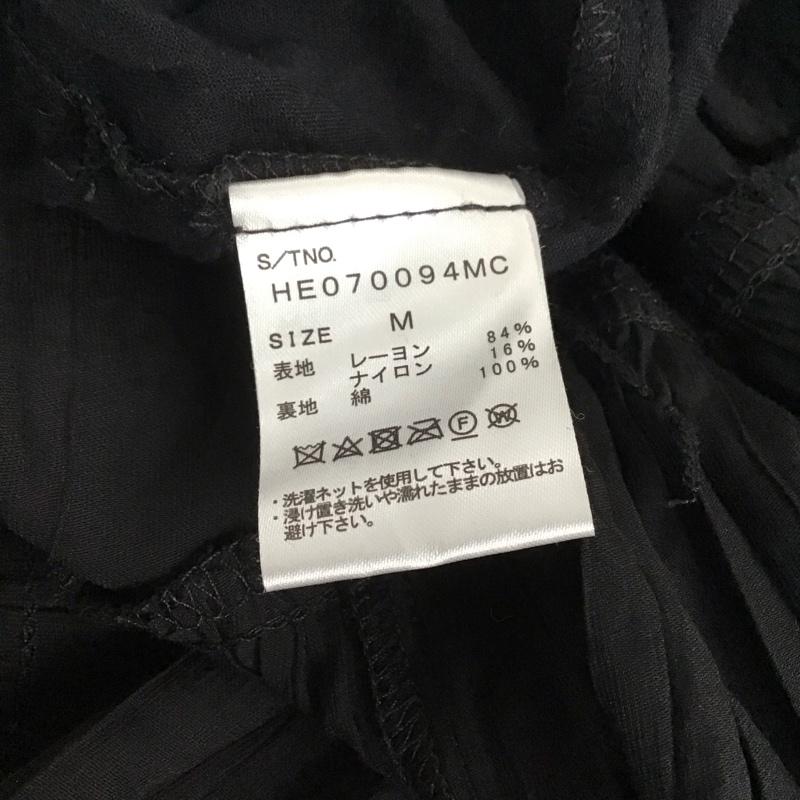 S/TNO.
HE070094MC
SIZE M
表地 レーヨン 84%
ナイロン 16%
裏地 綿 100%
F W
・洗濯ネットを使用して下さい。
・浸け置き洗いや濡れたままの放置はお
避け下さい。